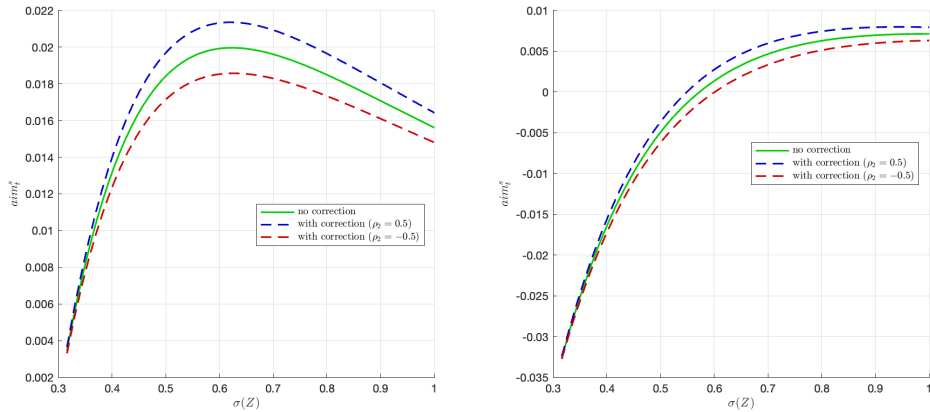 0.022
0.02
0.018
0.016
0.014
0.012
0.01
0.008
0.006
0.004
0.002
aim_t^s
no correction
with correction (ρ₂ = 0.5)
with correction (ρ₂ = −0.5)
0.3 0.4 0.5 0.6 0.7 0.8 0.9 1
σ(Z)
0.01
0.005
0
-0.005
-0.01
-0.015
-0.02
-0.025
-0.03
-0.035
aim_t^s
no correction
with correction (ρ₂ = 0.5)
with correction (ρ₂ = −0.5)
0.3 0.4 0.5 0.6 0.7 0.8 0.9 1
σ(Z)